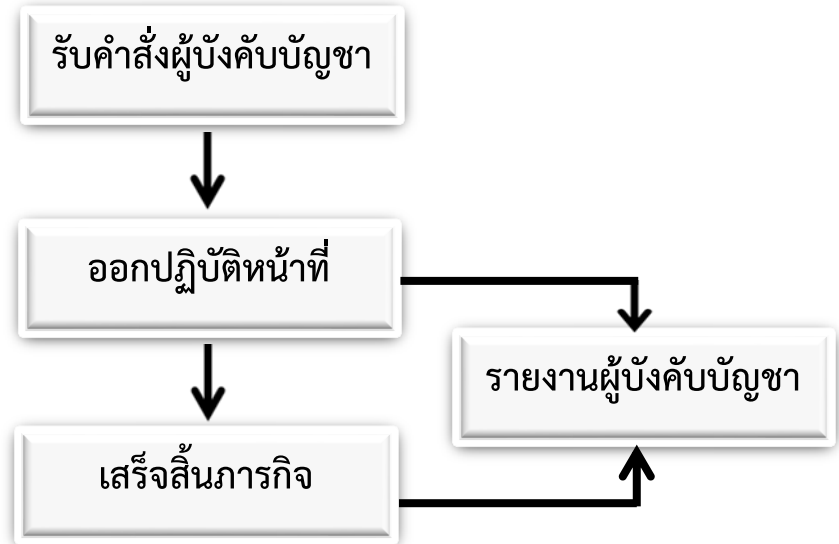 รับคำสั่งผู้บังคับบัญชา
ออกปฏิบัติหน้าที่
รายงานผู้บังคับบัญชา
เสร็จสิ้นภารกิจ